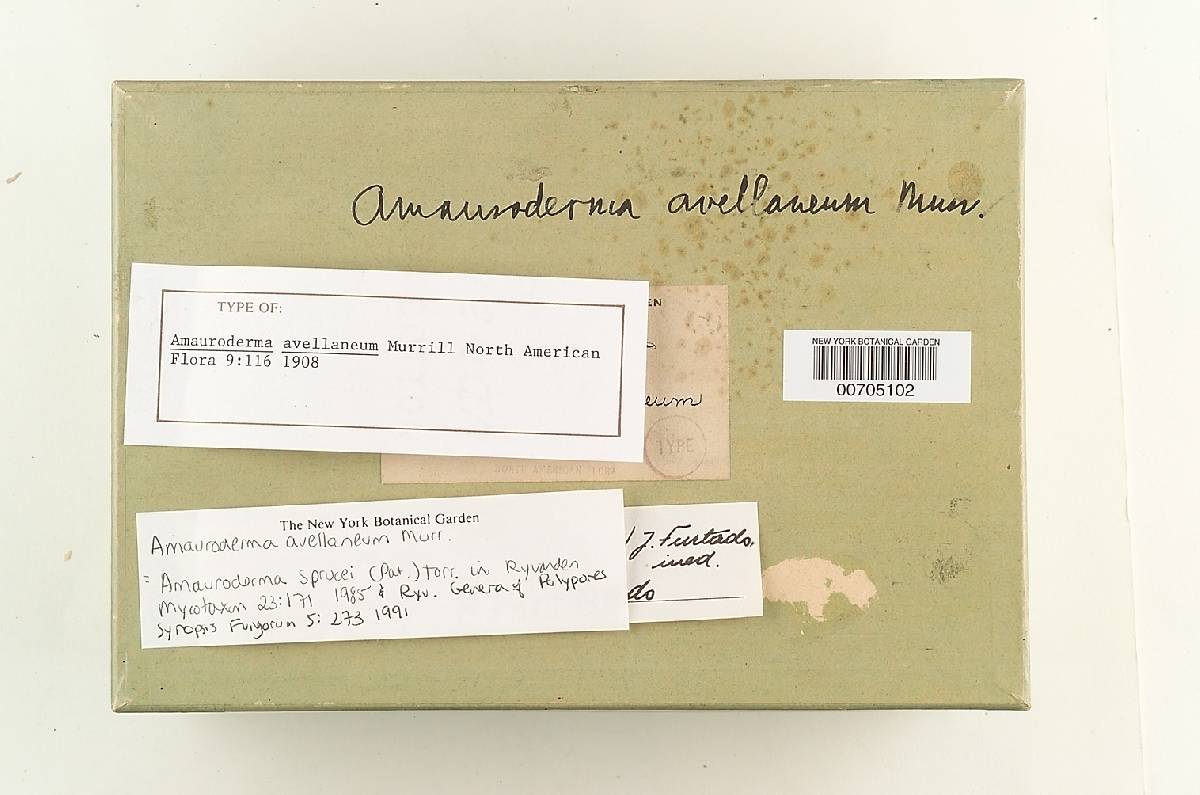 Amauroderma avellaneum Murr.
TYPE OF:
Amauroderma avellaneum Murrill North American
Flora 9:116 1908
EN
eum
TYPE
NORTH AMERICAN
NEW YORK BOTANICAL GARDEN
00705102
The New York Botanical Garden
Amauroderma avellaneum Murr.
= Amauroderma sprucei (Pat.) Torr. in Ryvarden
Mycotaxon 23:171 1985 & Ryv. Genera of Polypores
Synopsis Fungorum 5: 273 1991
J. Furtado,
ined.
do